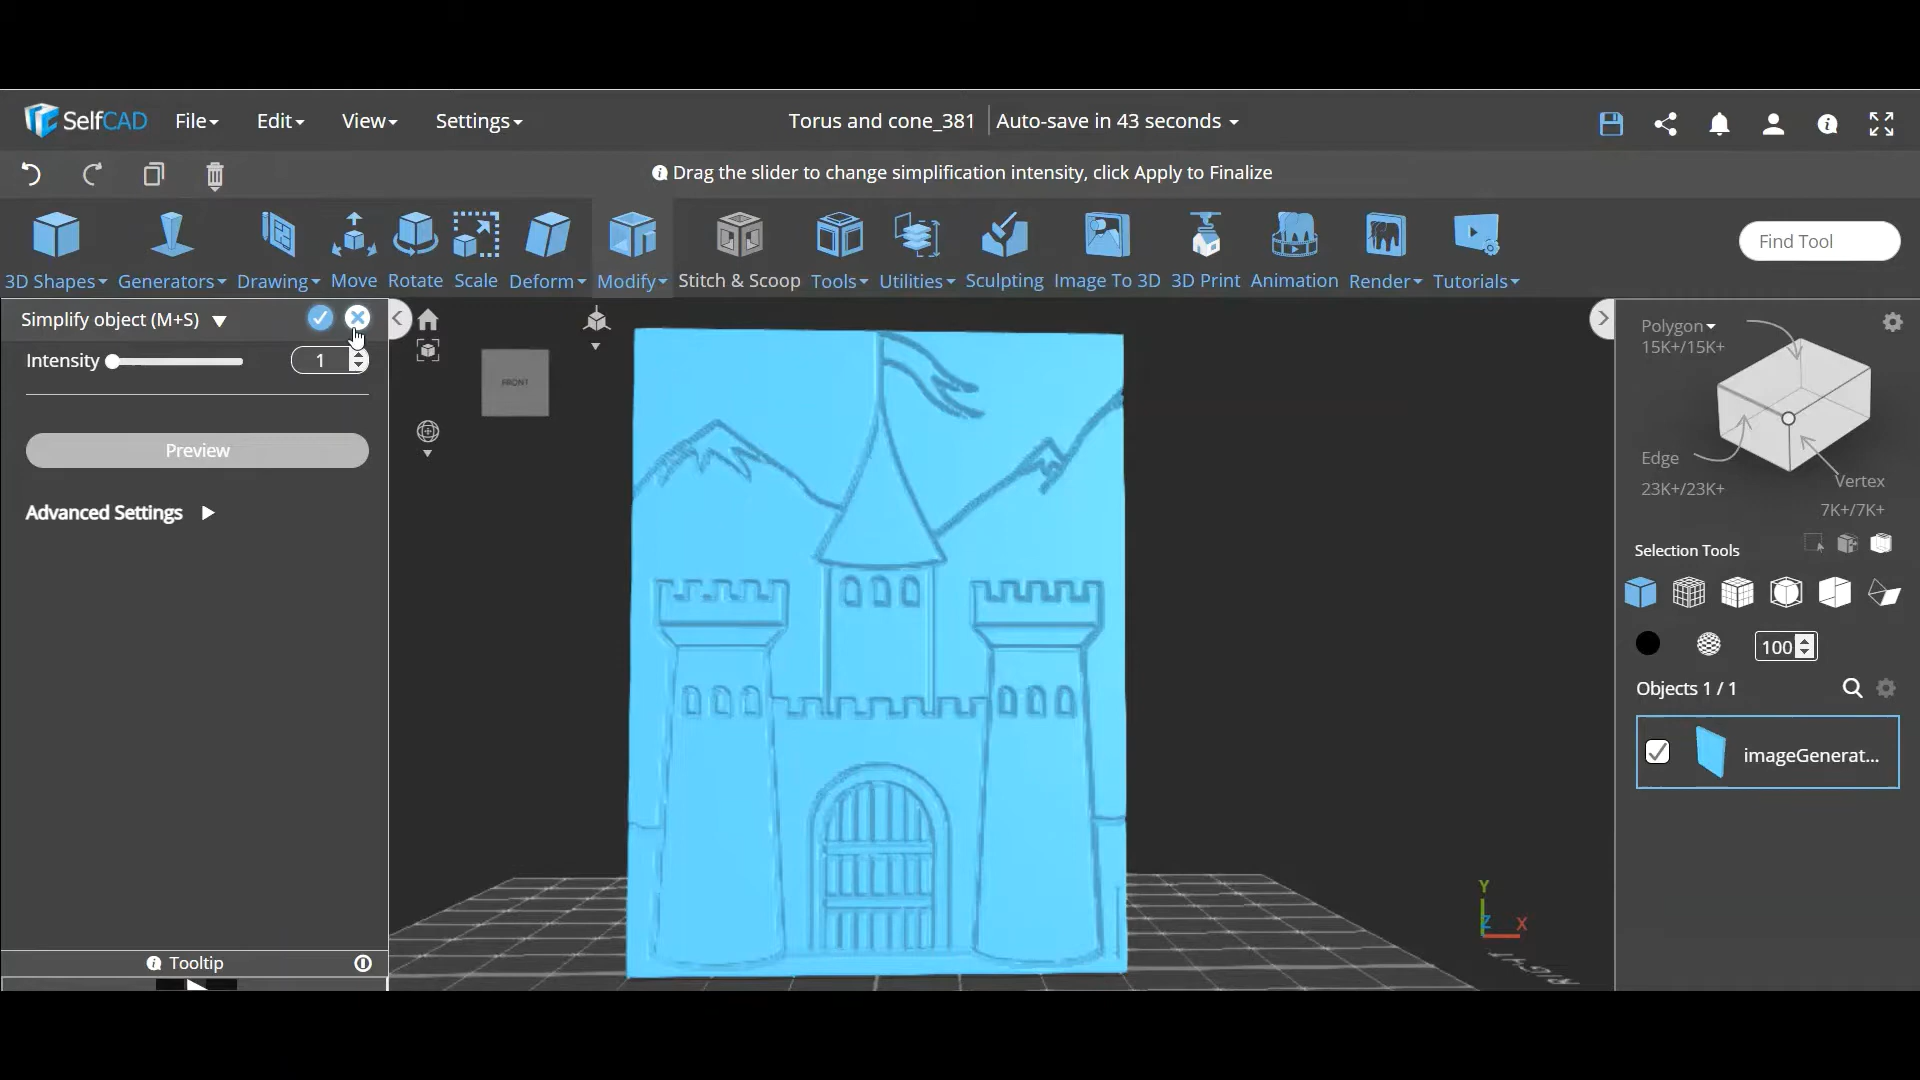 SelfCAD File Edit View Settings Torus and cone_381 Auto-save in 43 seconds
Drag the slider to change simplification intensity, click Apply to Finalize
3D Shapes Generators Drawing Move Rotate Scale Deform Modify Stitch & Scoop Tools Utilities Sculpting Image To 3D 3D Print Animation Render Tutorials Find Tool
Simplify object (M+S)
Intensity 1
Preview
Advanced Settings
Tooltip
FRONT
Y
Z X
RIGHT
Polygon
15K+/15K+
Edge
23K+/23K+
Vertex
7K+/7K+
Selection Tools
100
Objects 1 / 1
imageGenerat...